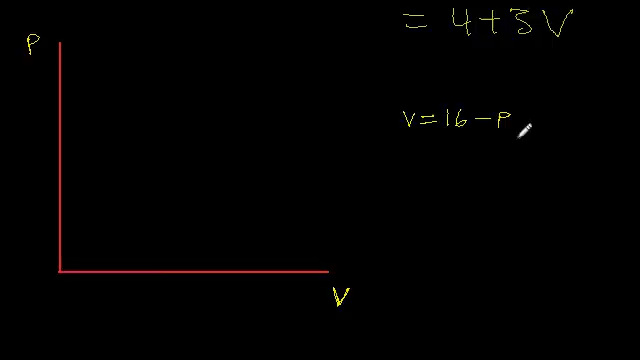 P
= 4+3V
V=16-P
V